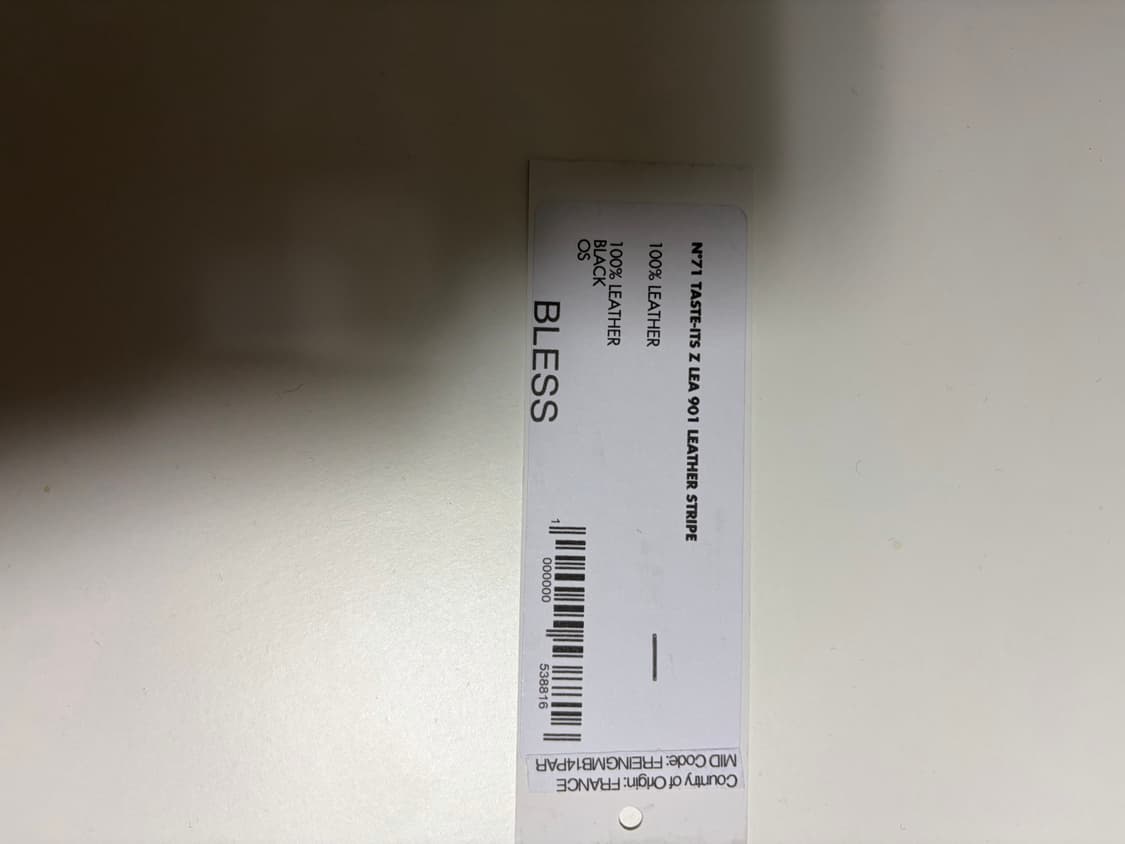 N°71 TASTE-ITS Z LEA 901 LEATHER STRIPE
100% LEATHER
100% LEATHER
BLACK
OS
BLESS
1 000000 538816
Country of Origin: FRANCE
MID Code: FREINGMB14PAR